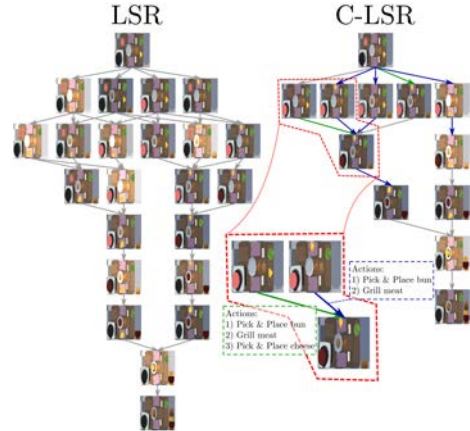 LSR
C-LSR
Actions:
1) Pick & Place bun
2) Grill meat
Actions:
1) Pick & Place bun
2) Grill meat
3) Pick & Place cheese